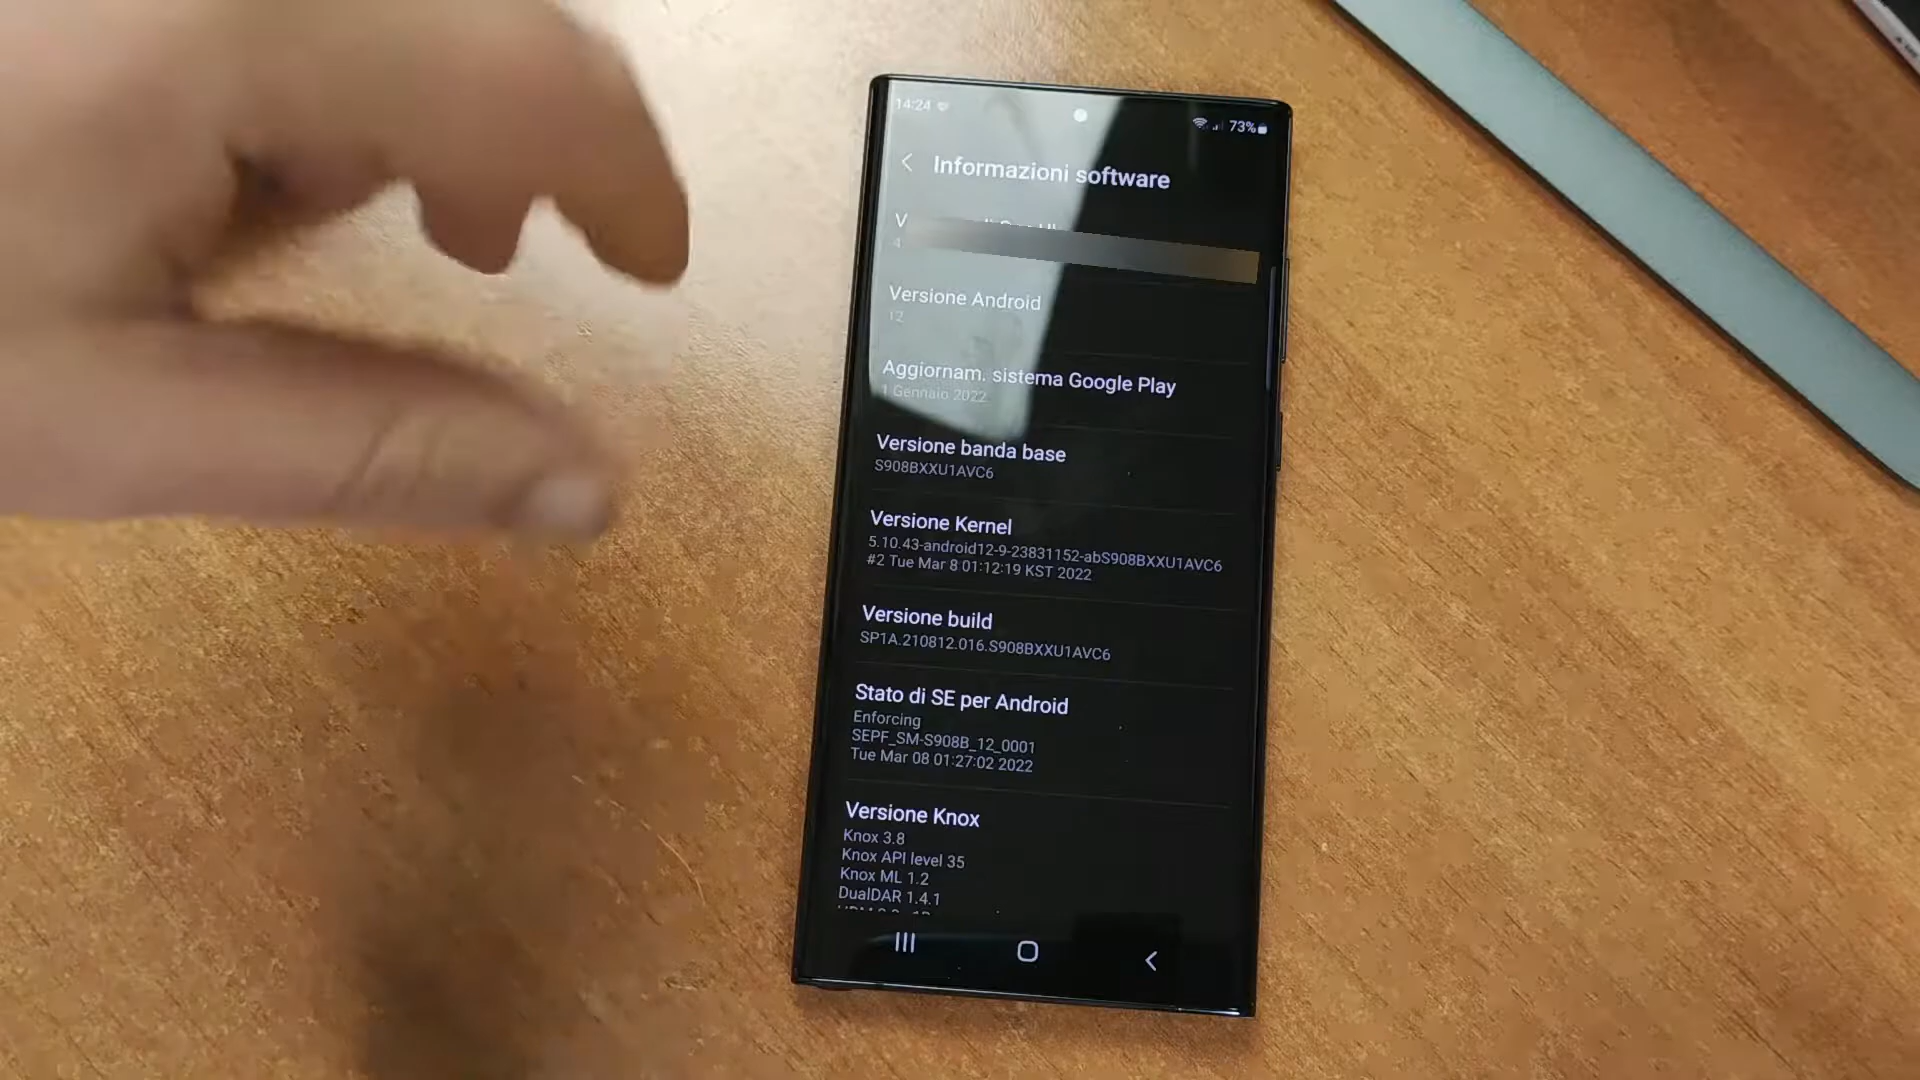 14:24
73%
Informazioni software
Versione Android
12
Aggiornam. sistema Google Play
1 Gennaio 2022
Versione banda base
S908BXXU1AVC6
Versione Kernel
5.10.43-android12-9-23831152-abS908BXXU1AVC6
#2 Tue Mar 8 01:12:19 KST 2022
Versione build
SP1A.210812.016.S908BXXU1AVC6
Stato di SE per Android
Enforcing
SEPF_SM-S908B_12_0001
Tue Mar 08 01:27:02 2022
Versione Knox
Knox 3.8
Knox API level 35
Knox ML 1.2
DualDAR 1.4.1